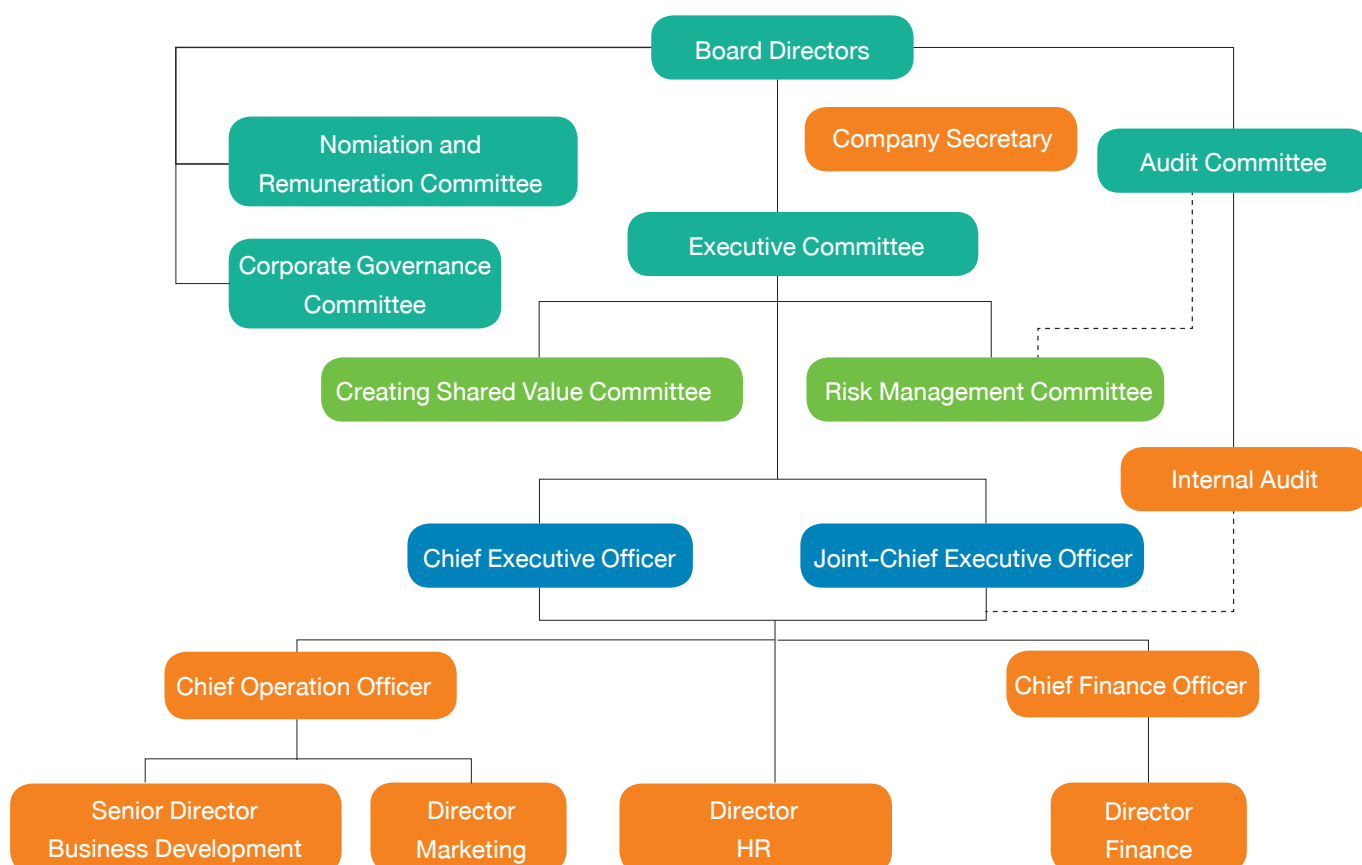 Board Directors
Company Secretary
Nomiation and
Remuneration Committee
Audit Committee
Executive Committee
Corporate Governance
Committee
Creating Shared Value Committee
Risk Management Committee
Internal Audit
Chief Executive Officer
Joint-Chief Executive Officer
Chief Operation Officer
Chief Finance Officer
Senior Director
Business Development
Director
Marketing
Director
HR
Director
Finance